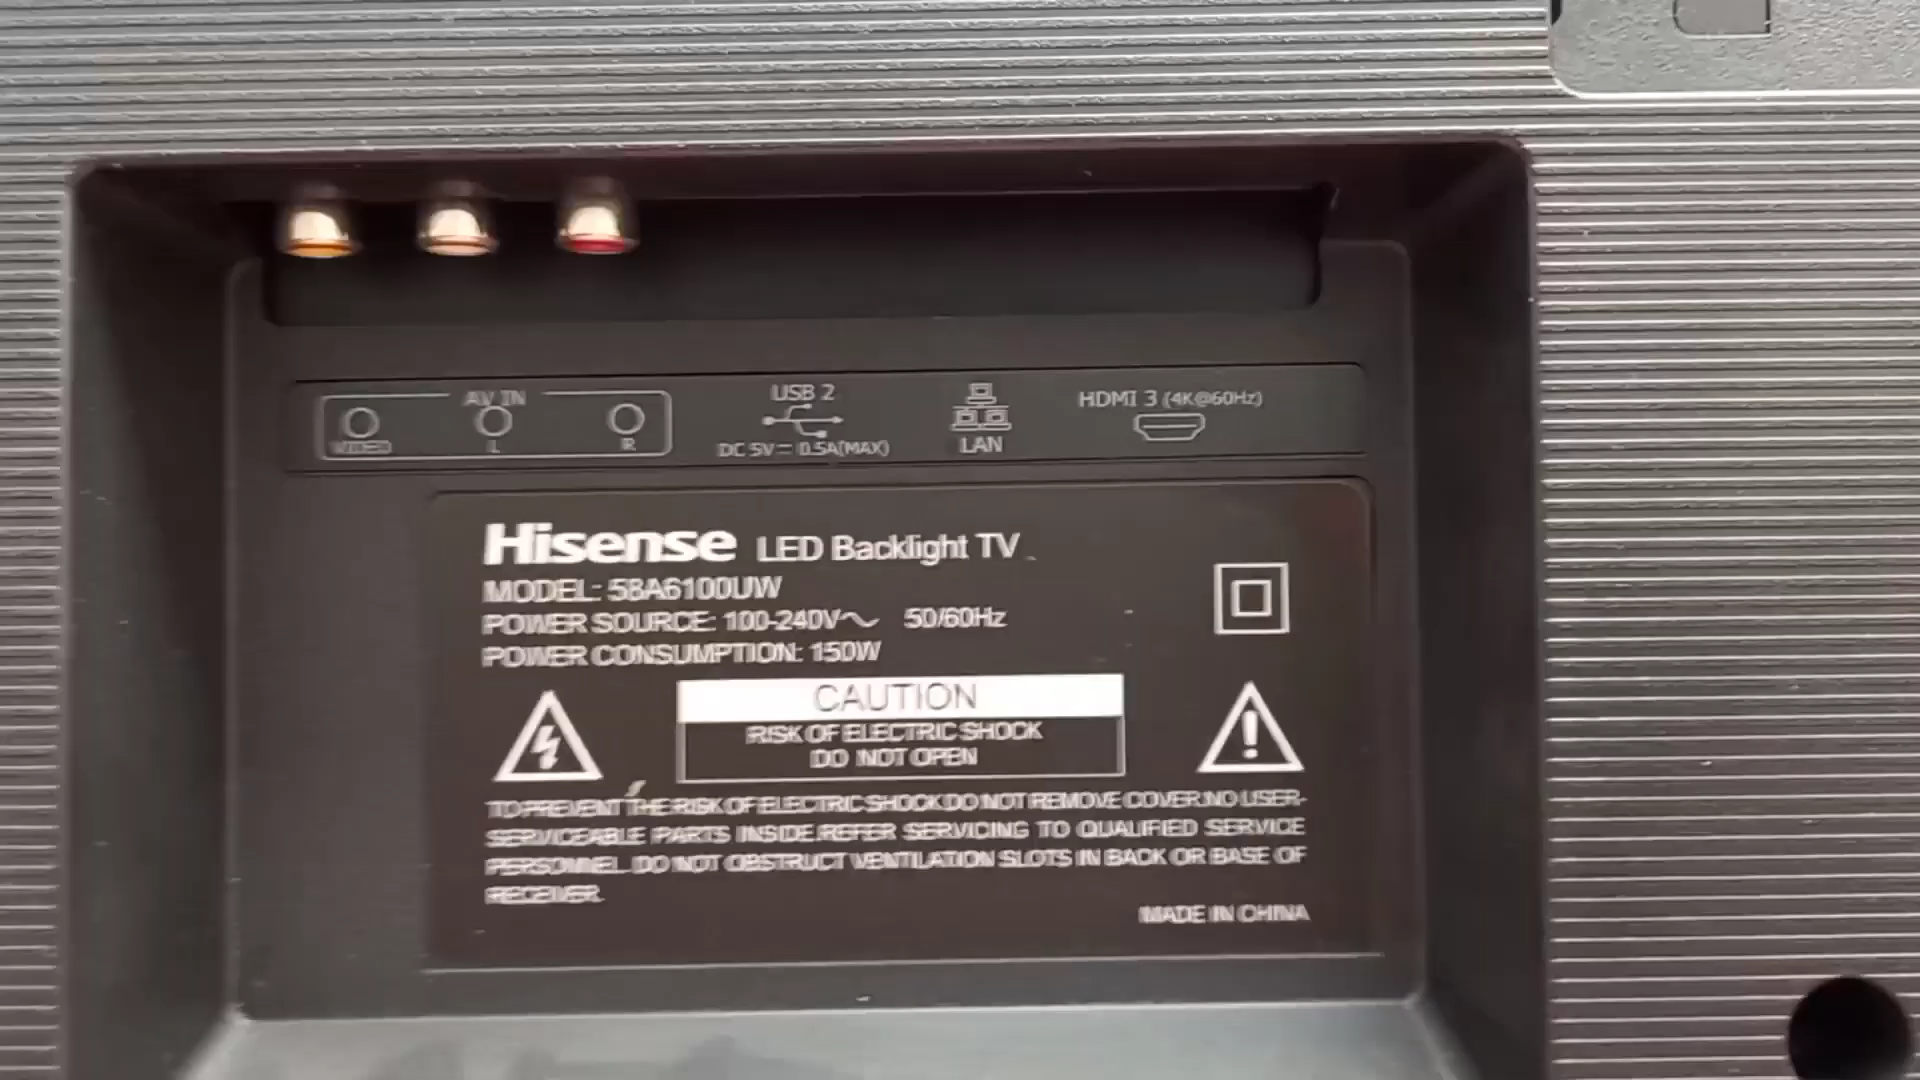 AV IN
VIDEO
L
R
USB 2
DC 5V⎓0.5A(MAX)
LAN
HDMI 3 (4K@60Hz)
Hisense LED Backlight TV
MODEL: 58A6100UW
POWER SOURCE: 100-240V~ 50/60Hz
POWER CONSUMPTION: 150W
CAUTION
RISK OF ELECTRIC SHOCK
DO NOT OPEN
TO PREVENT THE RISK OF ELECTRIC SHOCK DO NOT REMOVE COVER.NO USER-
SERVICEABLE PARTS INSIDE.REFER SERVICING TO QUALIFIED SERVICE
PERSONNEL.DO NOT OBSTRUCT VENTILATION SLOTS IN BACK OR BASE OF
RECEIVER.
MADE IN CHINA